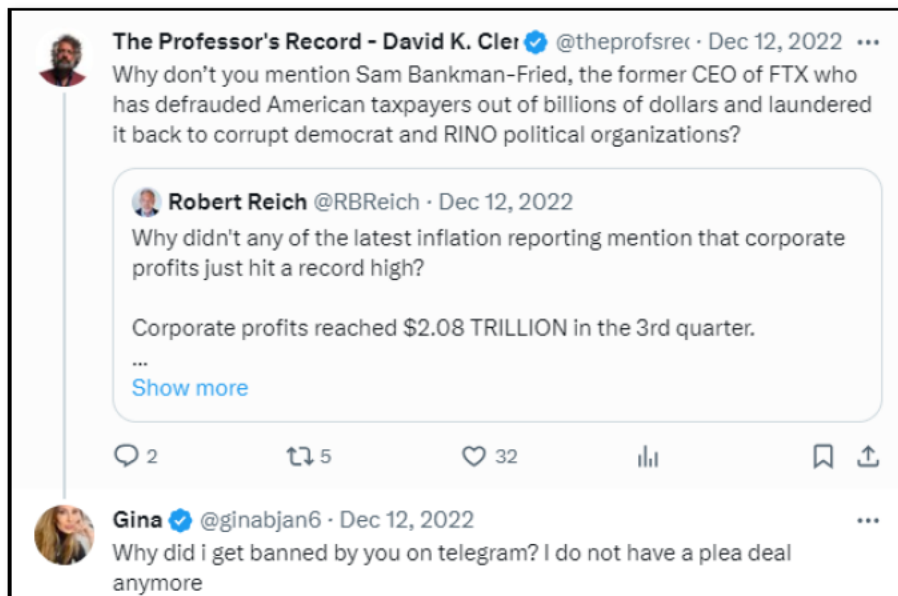 The Professor's Record - David K. Cler @theprofsrec · Dec 12, 2022 ···
Why don't you mention Sam Bankman-Fried, the former CEO of FTX who
has defrauded American taxpayers out of billions of dollars and laundered
it back to corrupt democrat and RINO political organizations?
Robert Reich @RBReich · Dec 12, 2022
Why didn't any of the latest inflation reporting mention that corporate
profits just hit a record high?
Corporate profits reached $2.08 TRILLION in the 3rd quarter.
...
Show more
2 5 32
Gina @ginabjan6 · Dec 12, 2022 ···
Why did i get banned by you on telegram? I do not have a plea deal
anymore